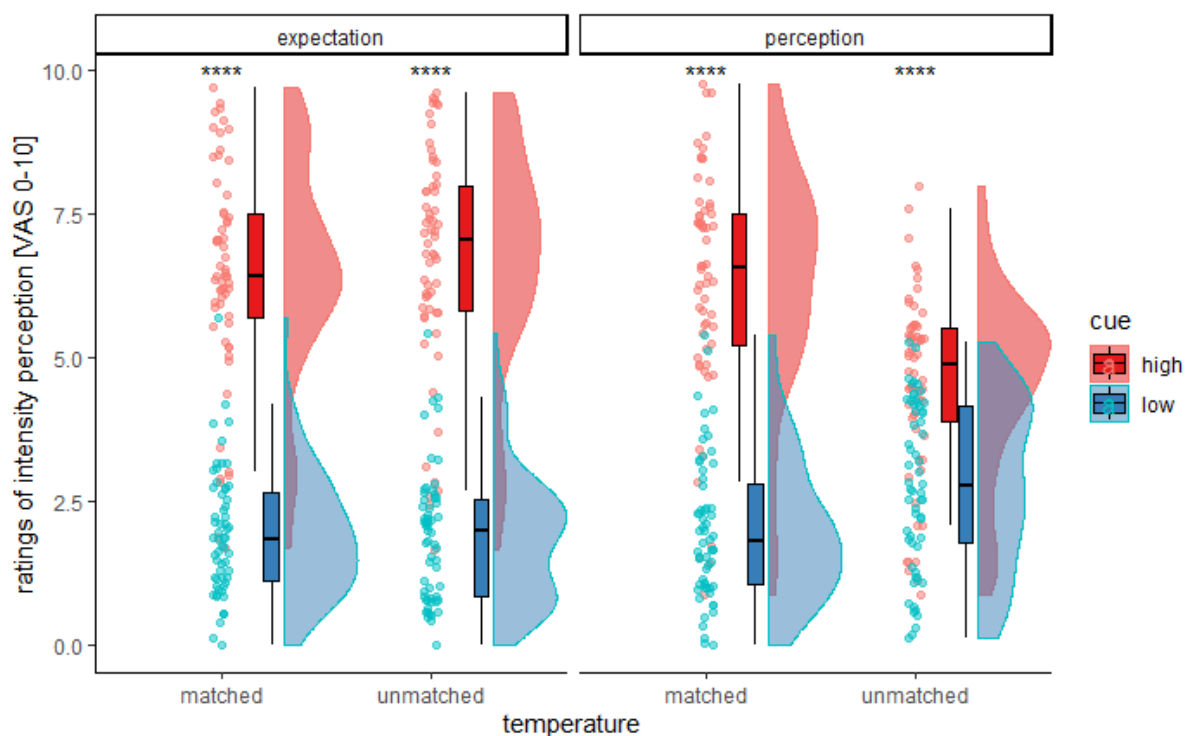 expectation
perception
**** **** **** ****
ratings of intensity perception [VAS 0-10]
10.0
7.5
5.0
2.5
0.0
matched unmatched matched unmatched
temperature
cue
high
low